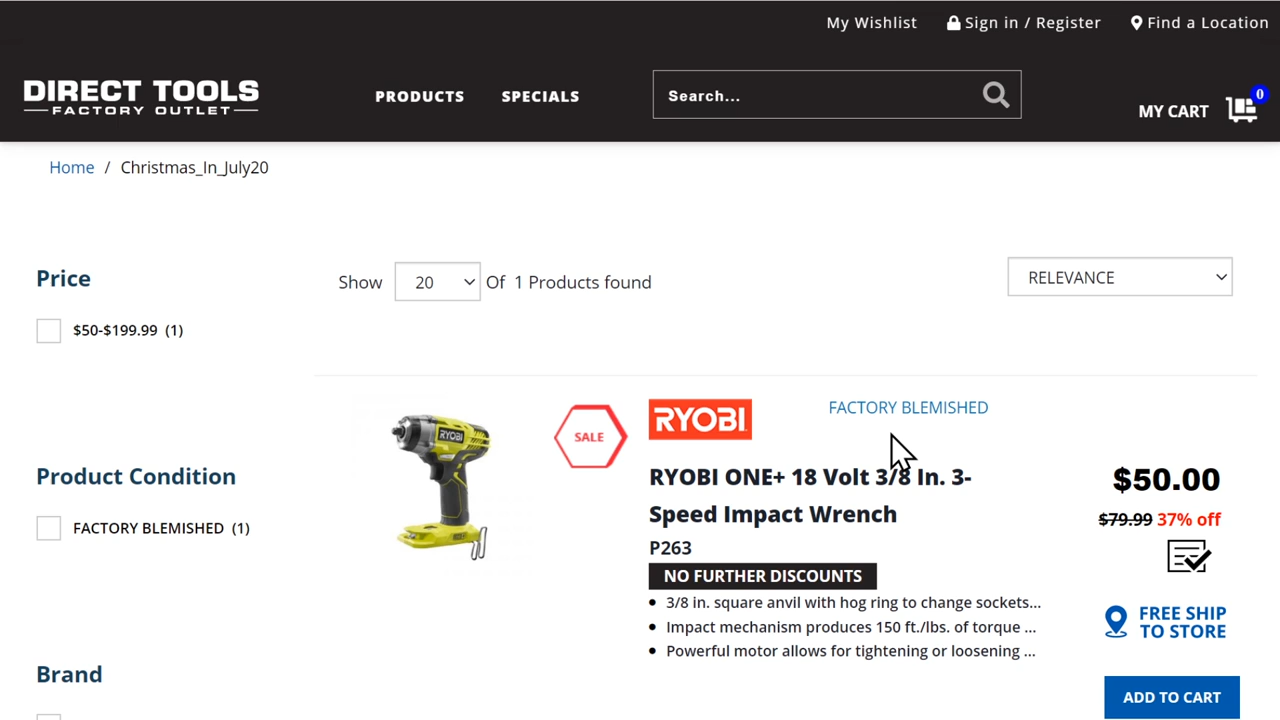 My Wishlist Sign in / Register Find a Location
DIRECT TOOLS
FACTORY OUTLET
PRODUCTS SPECIALS
Search...
MY CART 0
Home / Christmas_In_July20
Price
$50-$199.99 (1)
Product Condition
FACTORY BLEMISHED (1)
Brand
Show 20 Of 1 Products found
RELEVANCE
RYOBI
SALE
RYOBI
FACTORY BLEMISHED
RYOBI ONE+ 18 Volt 3/8 In. 3-
Speed Impact Wrench
P263
NO FURTHER DISCOUNTS
3/8 in. square anvil with hog ring to change sockets...
Impact mechanism produces 150 ft./lbs. of torque ...
Powerful motor allows for tightening or loosening ...
$50.00
$79.99 37% off
FREE SHIP
TO STORE
ADD TO CART